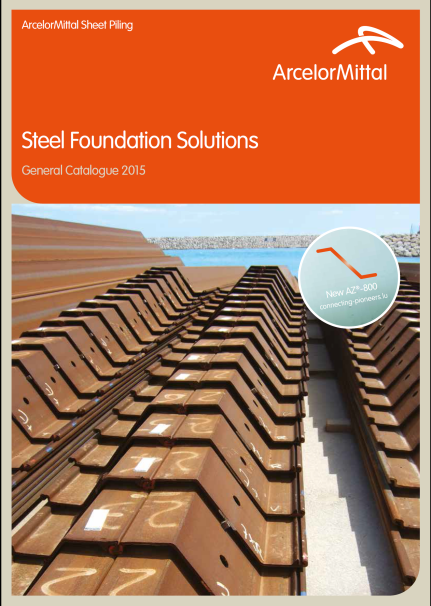 ArcelorMittal Sheet Piling
ArcelorMittal
Steel Foundation Solutions
General Catalogue 2015
New AZ®-800
connecting-pioneers.lu